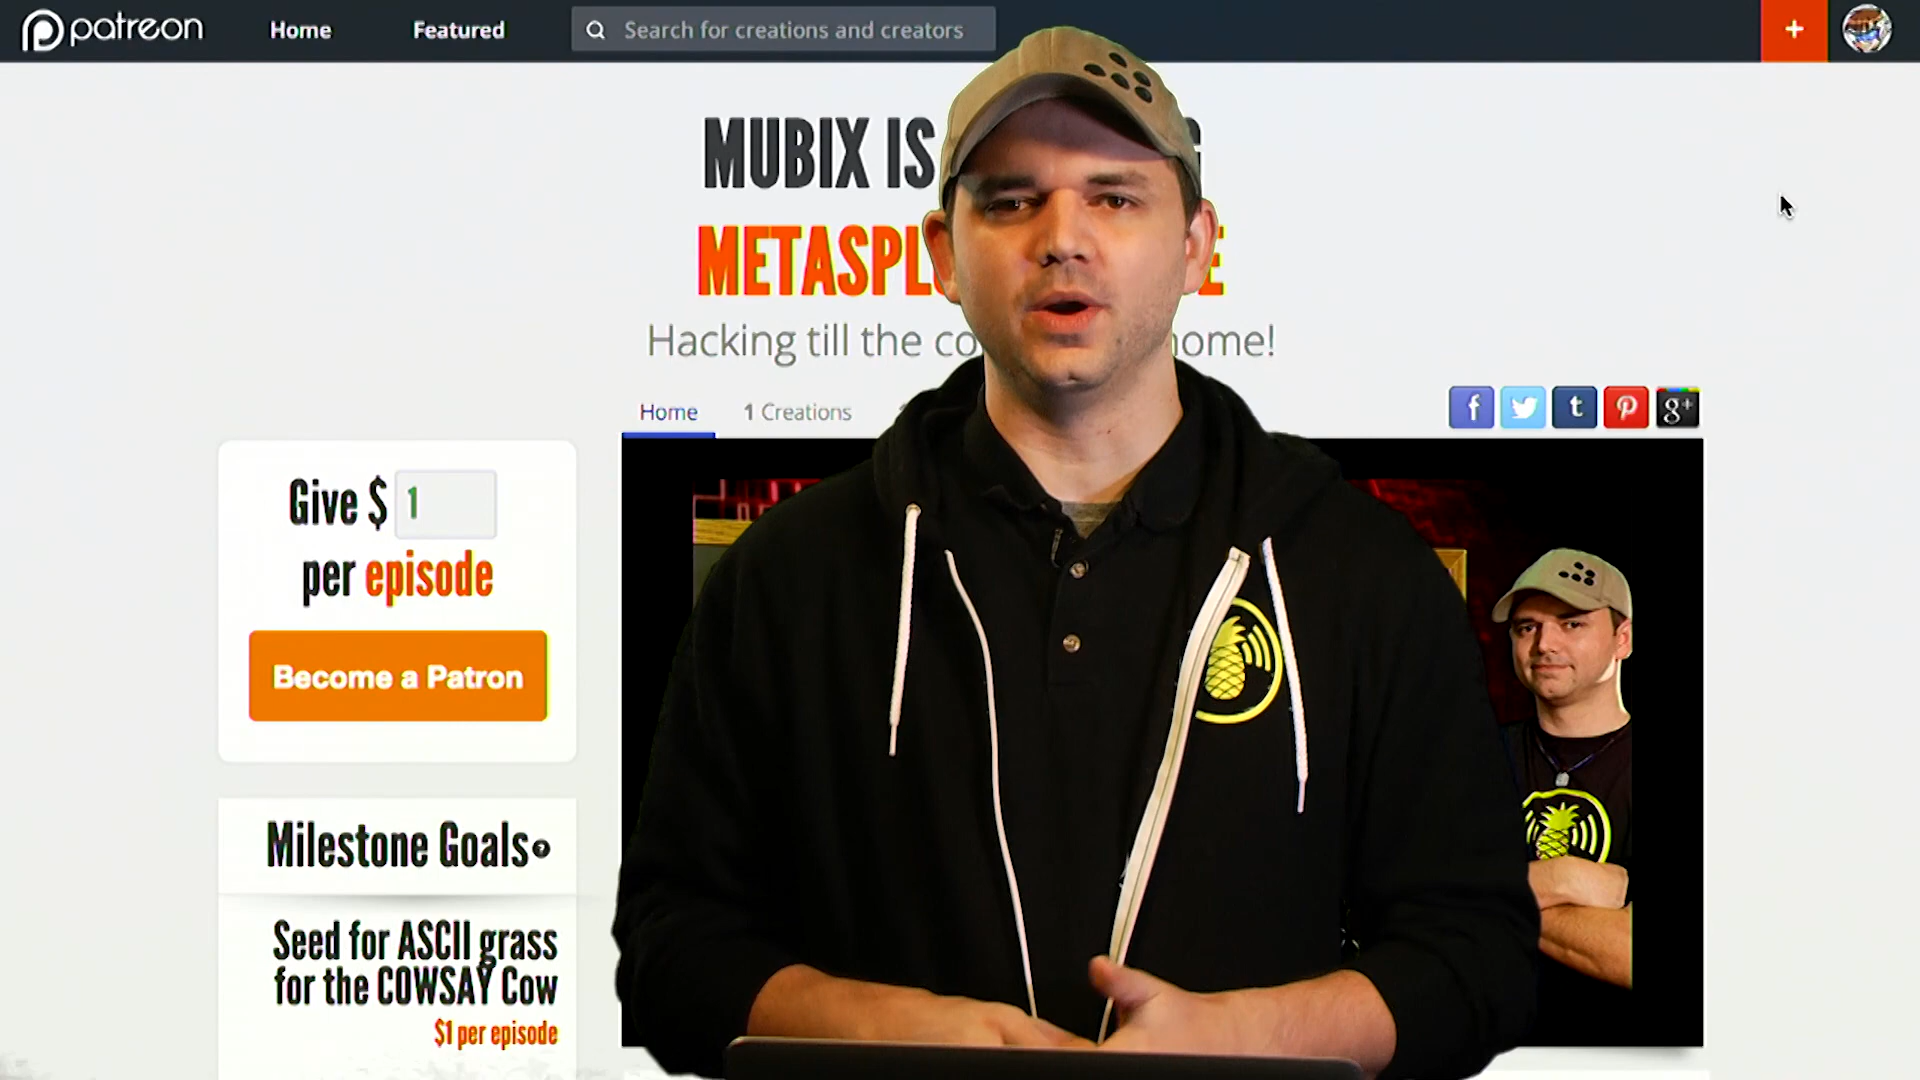 patreon
Home
Featured
Search for creations and creators
+
MUBIX IS
METASPL
Hacking till the co ome!
Home
1 Creations
f
t
p
g+
Give $ 1
per episode
Become a Patron
Milestone Goals ?
Seed for ASCII grass
for the COWSAY Cow
$1 per episode